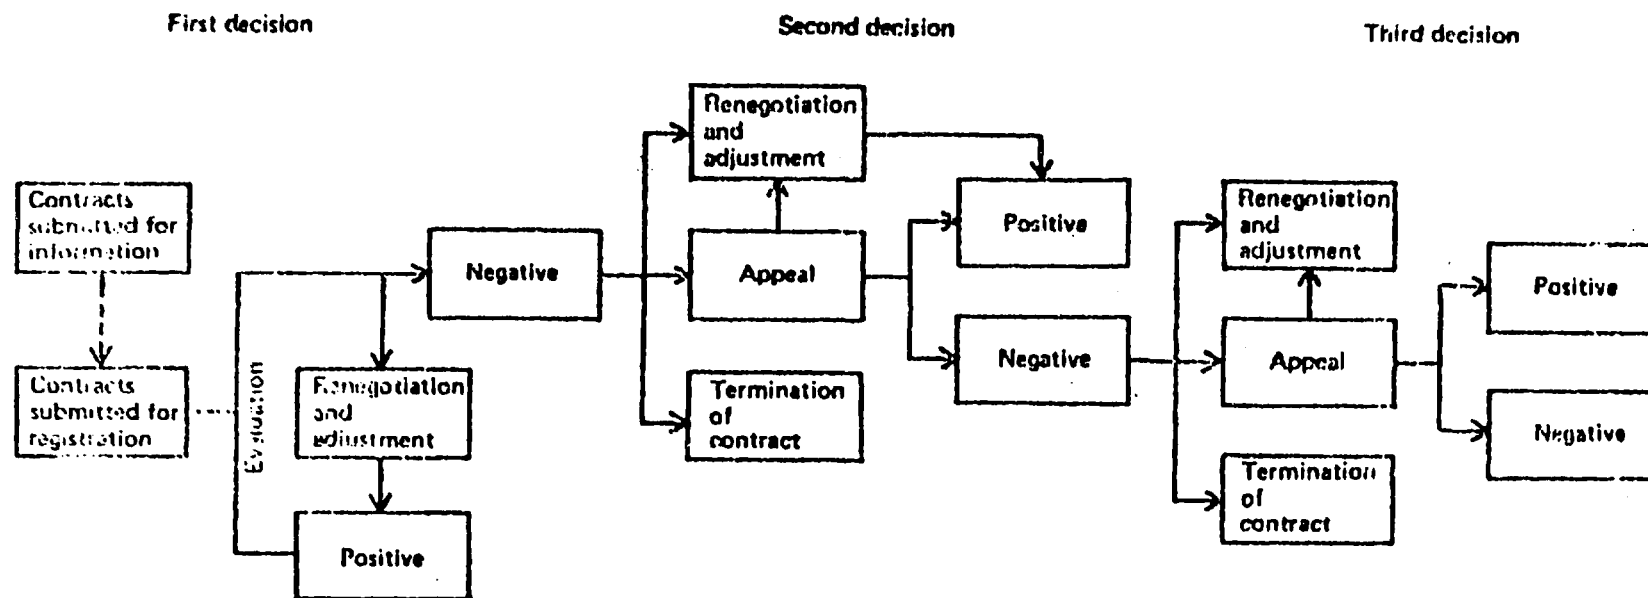 First decision
Second decision
Third decision
Contracts
submitted for
information
Contracts
submitted for
registration
Evaluation
Negative
Renegotiation
and
adjustment
Positive
Renegotiation
and
adjustment
Appeal
Termination
of
contract
Positive
Negative
Renegotiation
and
adjustment
Appeal
Termination
of
contract
Positive
Negative